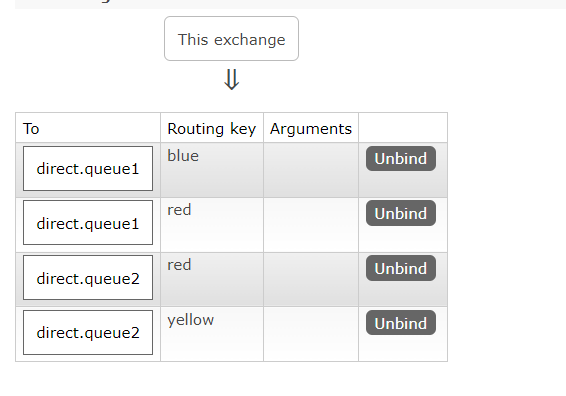 This exchange
⇓
To Routing key Arguments
direct.queue1 blue Unbind
direct.queue1 red Unbind
direct.queue2 red Unbind
direct.queue2 yellow Unbind